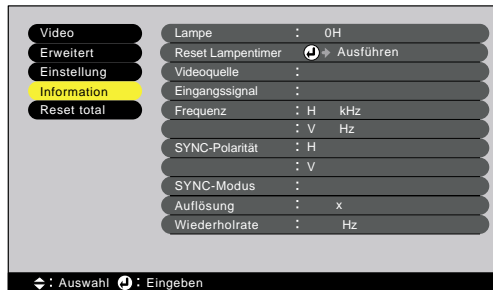 Video
Erweitert
Einstellung
Information
Reset total
Lampe : 0H
Reset Lampentimer Ausführen
Videoquelle :
Eingangssignal :
Frequenz : H kHz
: V Hz
SYNC-Polarität : H
: V
SYNC-Modus :
Auflösung : x
Wiederholrate : Hz
: Auswahl : Eingeben